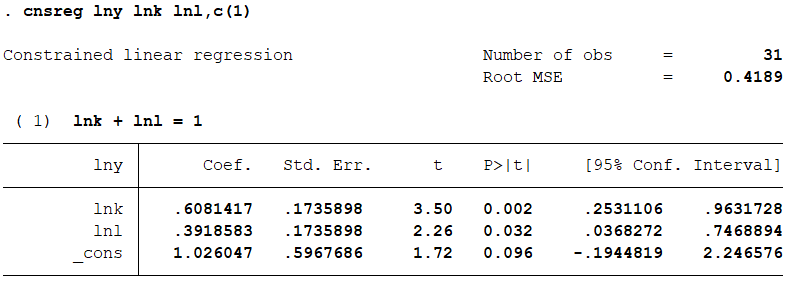 . cnsreg lny lnk lnl,c(1)
Constrained linear regression Number of obs = 31
Root MSE = 0.4189
( 1) lnk + lnl = 1
lny Coef. Std. Err. t P>|t| [95% Conf. Interval]
lnk .6081417 .1735898 3.50 0.002 .2531106 .9631728
lnl .3918583 .1735898 2.26 0.032 .0368272 .7468894
_cons 1.026047 .5967686 1.72 0.096 -.1944819 2.246576